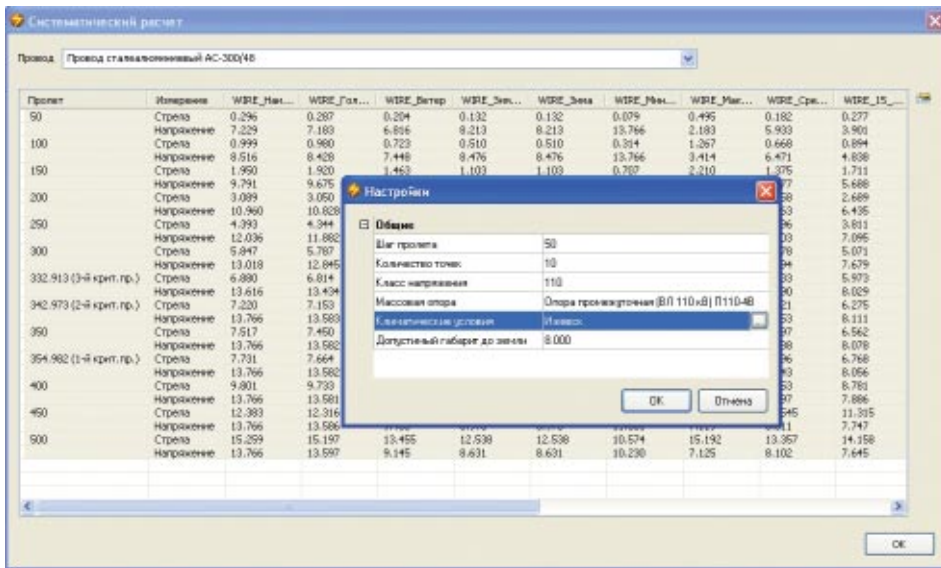 Систематический расчет
Провод Провод сталеалюминиевый АС-300/48
Пролет Измерение WIRE_Наи... WIRE_Гол... WIRE_Ветер WIRE_Зим... WIRE_Зима WIRE_Мин... WIRE_Мак... WIRE_Сре... WIRE_15_...
50 Стрела 0.296 0.287 0.204 0.132 0.132 0.079 0.495 0.182 0.277
Напряжение 7.229 7.183 6.816 8.213 8.213 13.766 2.183 5.933 3.901
100 Стрела 0.999 0.980 0.723 0.510 0.510 0.314 1.267 0.668 0.894
Напряжение 8.516 8.428 7.448 8.476 8.476 13.766 3.414 6.471 4.838
150 Стрела 1.950 1.920 1.463 1.103 1.103 0.707 2.210 1.375 1.711
Напряжение 9.791 9.675 5.688
200 Стрела 3.089 3.050 2.689
Напряжение 10.960 10.828 6.435
250 Стрела 4.393 4.344 3.811
Напряжение 12.036 11.882 7.095
300 Стрела 5.847 5.787 5.071
Напряжение 13.018 12.845 7.679
332.913 (3-й крит.пр.) Стрела 6.880 6.814 5.973
Напряжение 13.616 13.434 8.029
342.973 (2-й крит.пр.) Стрела 7.220 7.153 6.275
Напряжение 13.766 13.583 8.111
350 Стрела 7.517 7.450 6.562
Напряжение 13.766 13.582 8.078
354.982 (1-й крит.пр.) Стрела 7.731 7.664 6.768
Напряжение 13.766 13.582 8.056
400 Стрела 9.801 9.733 8.781
Напряжение 13.766 13.581 7.886
450 Стрела 12.383 12.316 11.315
Напряжение 13.766 13.586 7.747
500 Стрела 15.259 15.197 13.455 12.538 12.538 10.574 15.192 13.357 14.158
Напряжение 13.766 13.597 9.145 8.631 8.631 10.230 7.125 8.102 7.645
Настройки
Общие
Шаг пролета 50
Количество точек 10
Класс напряжения 110
Массовая опора Опора промежуточная (ВЛ 110 кВ) П110-4В
Климатические условия Ижевск ...
Допустимый габарит до земли 8.000
OK Отмена
OK